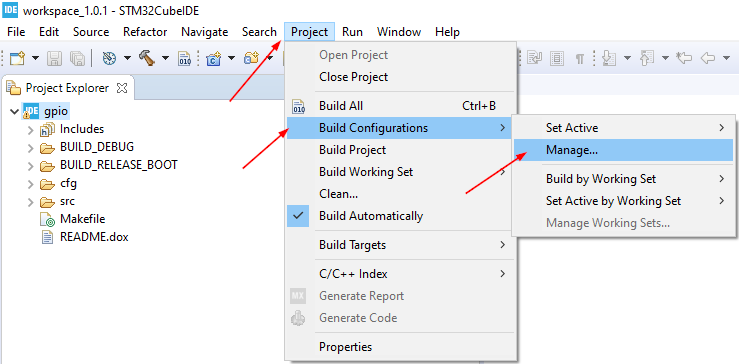 IDE workspace_1.0.1 - STM32CubeIDE
File Edit Source Refactor Navigate Search Project Run Window Help
Project Explorer
IDE gpio
Includes
BUILD_DEBUG
BUILD_RELEASE_BOOT
cfg
src
Makefile
README.dox
Open Project
Close Project
010 Build All Ctrl+B
Build Configurations
Build Project
Build Working Set
Clean...
Build Automatically
Build Targets
C/C++ Index
MX Generate Report
Generate Code
Properties
Set Active
Manage...
Build by Working Set
Set Active by Working Set
Manage Working Sets...